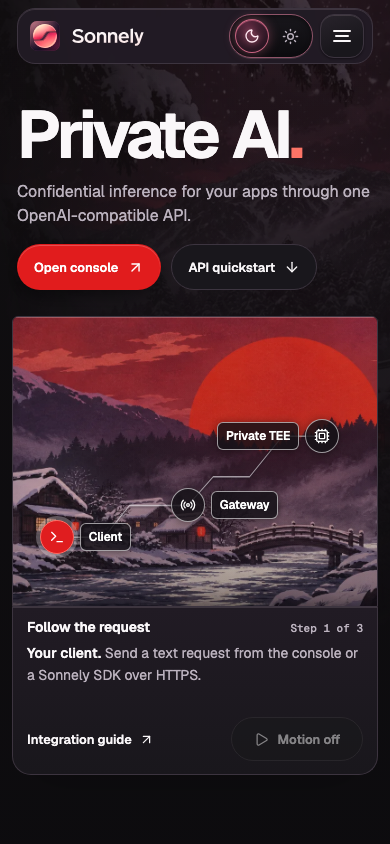 Sonnely
Private AI.
Confidential inference for your apps through one
OpenAI-compatible API.
Open console
API quickstart
Private TEE
Gateway
Client
Follow the request
Step 1 of 3
Your client. Send a text request from the console or
a Sonnely SDK over HTTPS.
Integration guide
Motion off